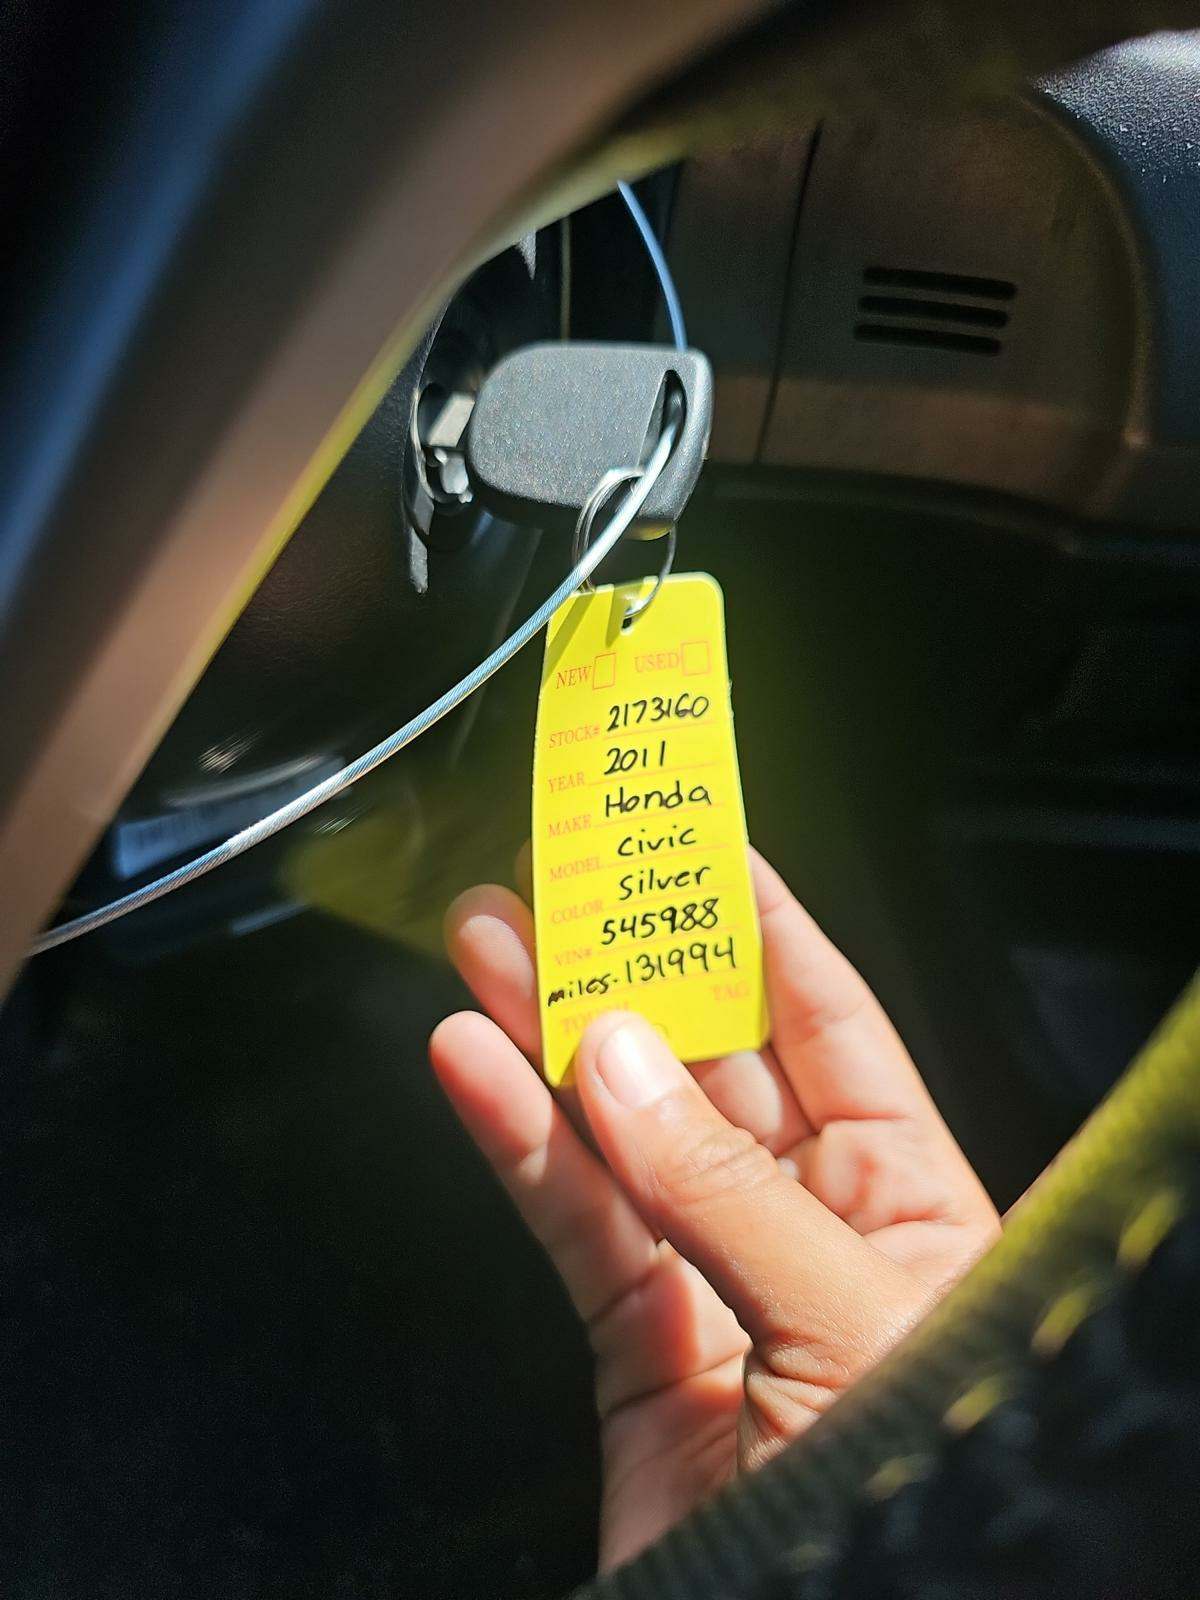 NEW USED
STOCK# 2173160
YEAR 2011
MAKE Honda
MODEL Civic
COLOR Silver
VIN# 545988
miles-131994
TAG